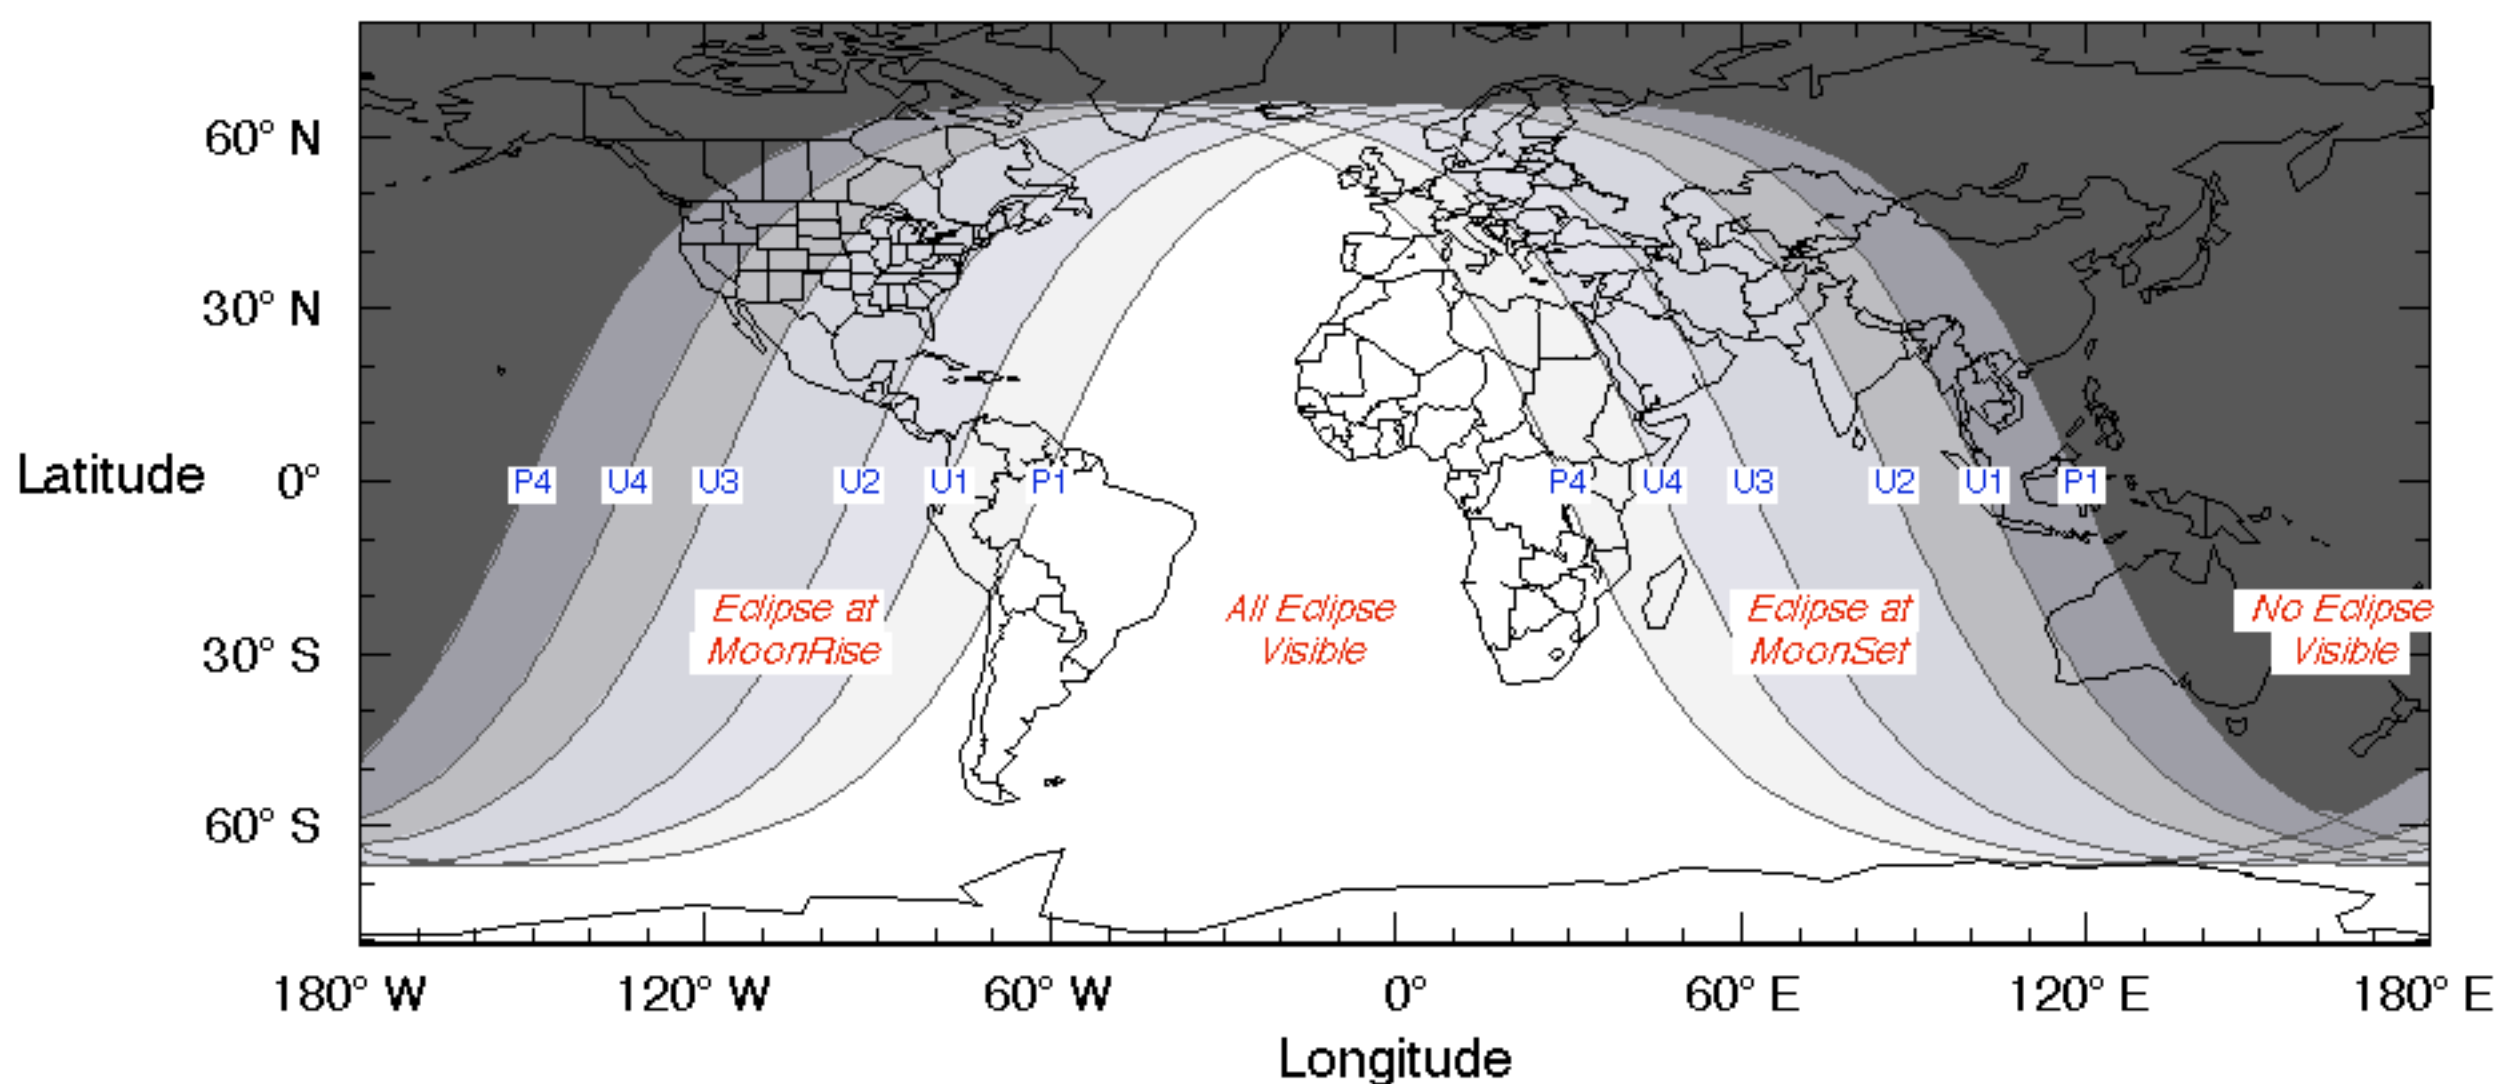 60° N
30° N
Latitude 0°
P4 U4 U3 U2 U1 P1 P4 U4 U3 U2 U1 P1
Eclipse at
MoonRise
All Eclipse
Visible
Eclipse at
MoonSet
No Eclipse
Visible
30° S
60° S
180° W 120° W 60° W 0° 60° E 120° E 180° E
Longitude